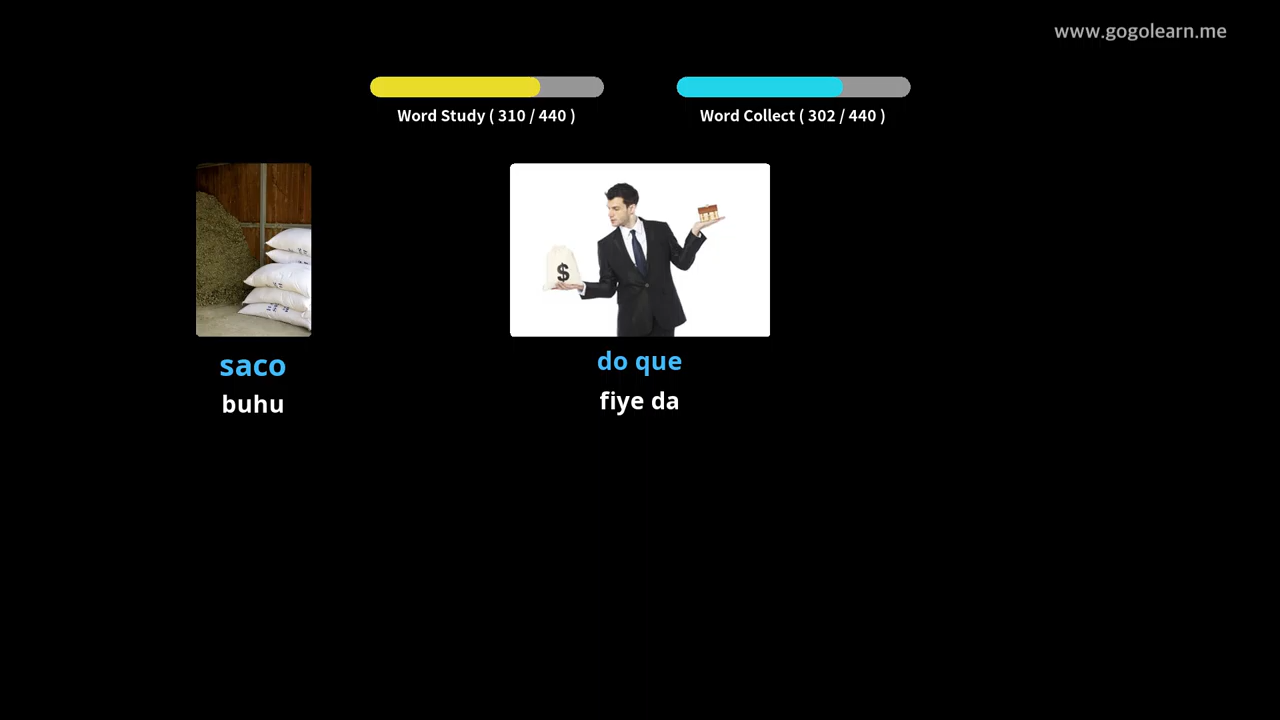 www.gogolearn.me
Word Study ( 310 / 440 )
Word Collect ( 302 / 440 )
$
saco
buhu
do que
fiye da